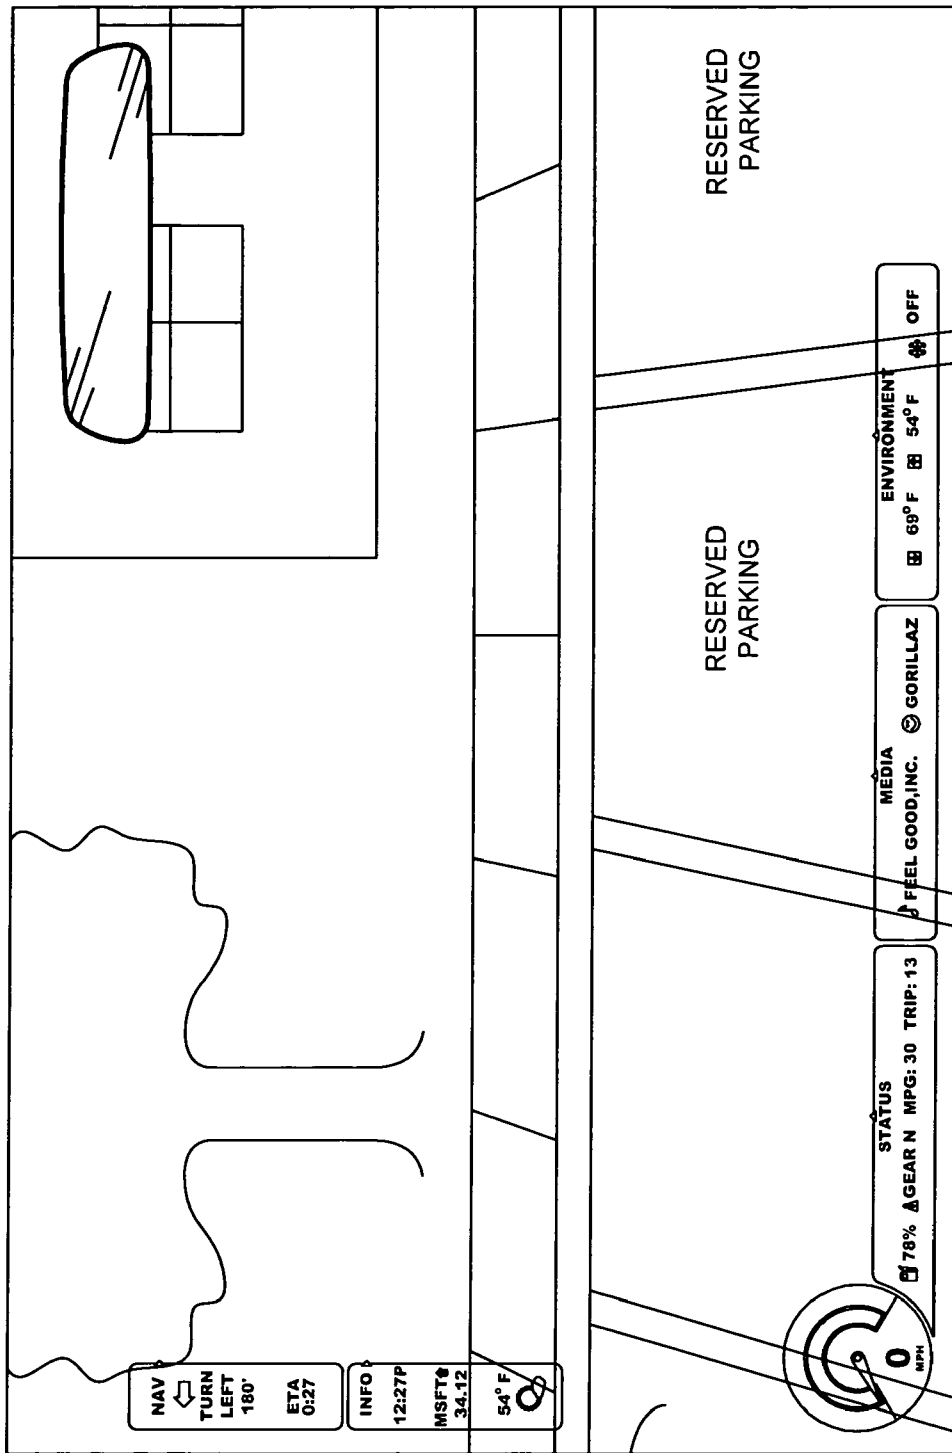 RESERVED
PARKING
RESERVED
PARKING
NAV
TURN
LEFT
180'
ETA
0:27
INFO
12:27P
MSFT
34.12
54° F
0
MPH
STATUS
78% GEAR N MPG: 30 TRIP: 13
MEDIA
FEEL GOOD,INC. GORILLAZ
ENVIRONMENT
69° F 54° F OFF